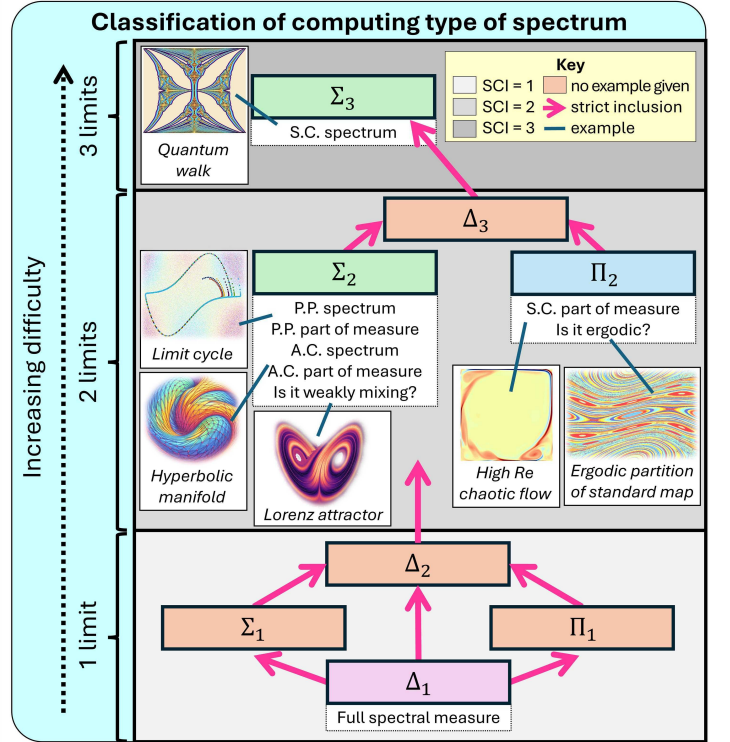 Classification of computing type of spectrum
Increasing difficulty
3 limits
Quantum
walk
Σ3
S.C. spectrum
Key
SCI = 1
no example given
SCI = 2
strict inclusion
SCI = 3
example
2 limits
Δ3
Σ2
Π2
P.P. spectrum
P.P. part of measure
A.C. spectrum
A.C. part of measure
Is it weakly mixing?
S.C. part of measure
Is it ergodic?
Limit cycle
Hyperbolic
manifold
Lorenz attractor
High Re
chaotic flow
Ergodic partition
of standard map
1 limit
Δ2
Σ1
Π1
Δ1
Full spectral measure